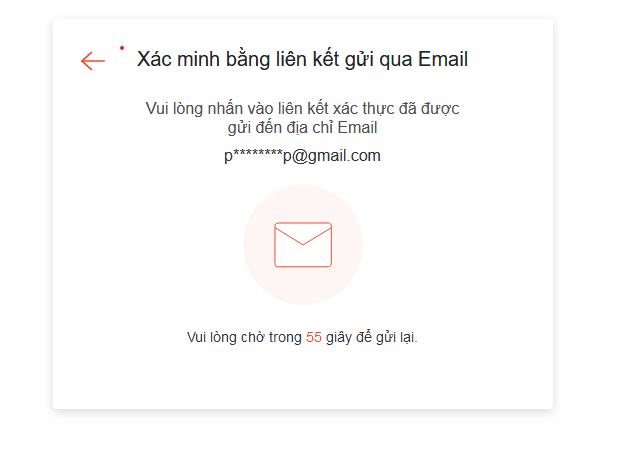 Xác minh bằng liên kết gửi qua Email
Vui lòng nhấn vào liên kết xác thực đã được
gửi đến địa chỉ Email
p********p@gmail.com
Vui lòng chờ trong 55 giây để gửi lại.